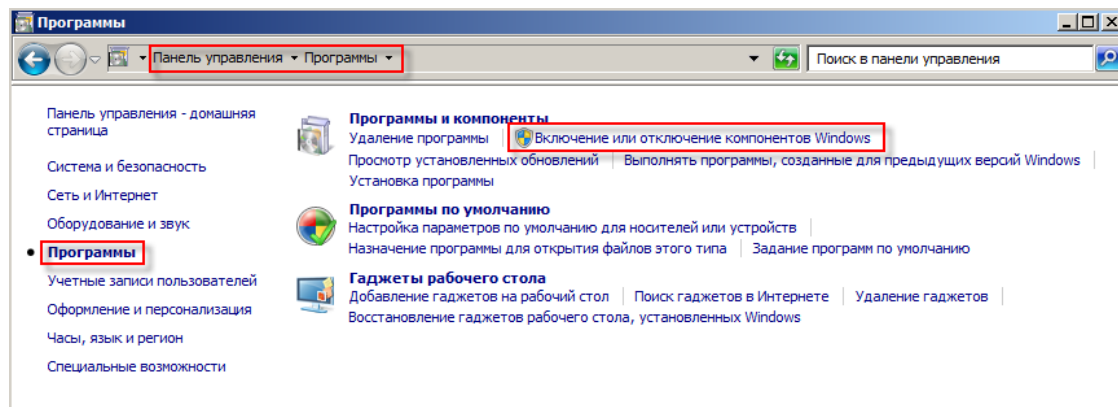 Программы
Панель управления Программы
Поиск в панели управления
Панель управления - домашняя
страница
Система и безопасность
Сеть и Интернет
Оборудование и звук
Программы
Учетные записи пользователей
Оформление и персонализация
Часы, язык и регион
Специальные возможности
Программы и компоненты
Удаление программы Включение или отключение компонентов Windows
Просмотр установленных обновлений Выполнять программы, созданные для предыдущих версий Windows
Установка программы
Программы по умолчанию
Настройка параметров по умолчанию для носителей или устройств
Назначение программы для открытия файлов этого типа Задание программ по умолчанию
Гаджеты рабочего стола
Добавление гаджетов на рабочий стол Поиск гаджетов в Интернете Удаление гаджетов
Восстановление гаджетов рабочего стола, установленных Windows